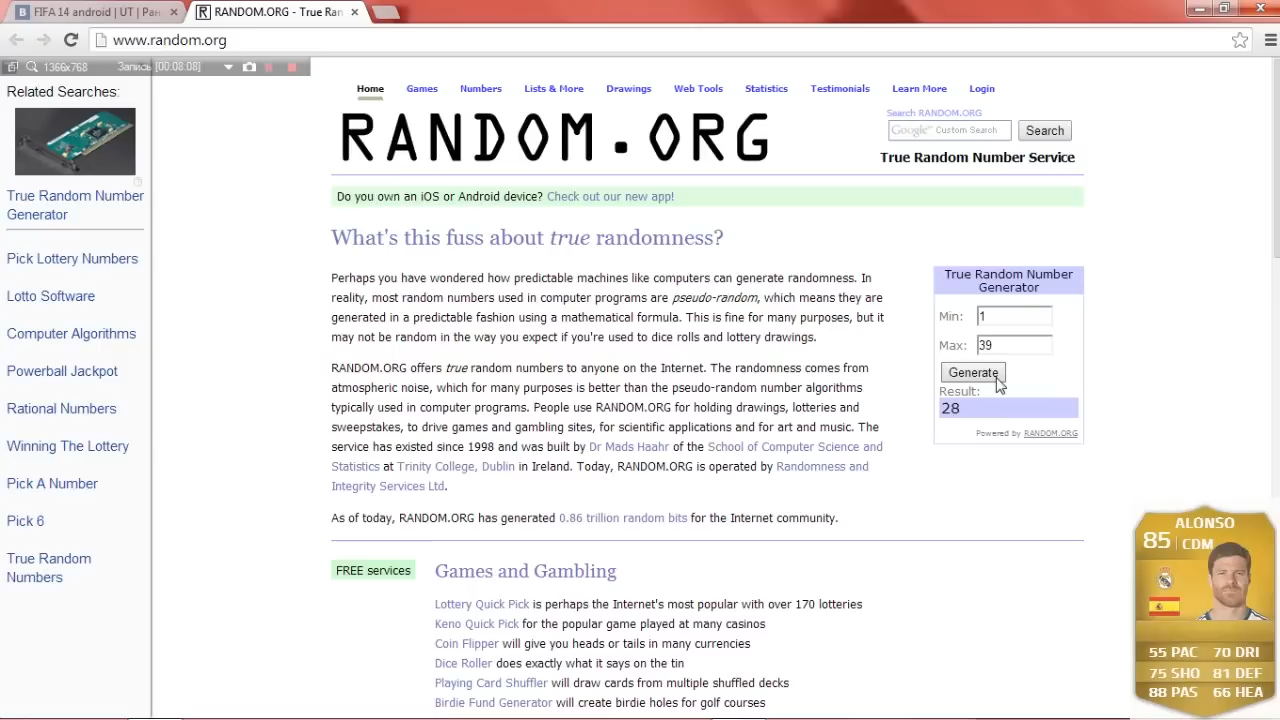 FIFA 14 android | UT | Ран
RANDOM.ORG - True Ran
www.random.org
1366x768 Запись [00:08.08]
Related Searches:
True Random Number
Generator
Pick Lottery Numbers
Lotto Software
Computer Algorithms
Powerball Jackpot
Rational Numbers
Winning The Lottery
Pick A Number
Pick 6
True Random
Numbers
Home Games Numbers Lists & More Drawings Web Tools Statistics Testimonials Learn More Login
RANDOM.ORG
Search RANDOM.ORG
Google™ Custom Search Search
True Random Number Service
Do you own an iOS or Android device? Check out our new app!
What's this fuss about true randomness?
Perhaps you have wondered how predictable machines like computers can generate randomness. In
reality, most random numbers used in computer programs are pseudo-random, which means they are
generated in a predictable fashion using a mathematical formula. This is fine for many purposes, but it
may not be random in the way you expect if you're used to dice rolls and lottery drawings.
RANDOM.ORG offers true random numbers to anyone on the Internet. The randomness comes from
atmospheric noise, which for many purposes is better than the pseudo-random number algorithms
typically used in computer programs. People use RANDOM.ORG for holding drawings, lotteries and
sweepstakes, to drive games and gambling sites, for scientific applications and for art and music. The
service has existed since 1998 and was built by Dr Mads Haahr of the School of Computer Science and
Statistics at Trinity College, Dublin in Ireland. Today, RANDOM.ORG is operated by Randomness and
Integrity Services Ltd.
As of today, RANDOM.ORG has generated 0.86 trillion random bits for the Internet community.
True Random Number
Generator
Min: 1
Max: 39
Generate
Result:
28
Powered by RANDOM.ORG
FREE services
Games and Gambling
Lottery Quick Pick is perhaps the Internet's most popular with over 170 lotteries
Keno Quick Pick for the popular game played at many casinos
Coin Flipper will give you heads or tails in many currencies
Dice Roller does exactly what it says on the tin
Playing Card Shuffler will draw cards from multiple shuffled decks
Birdie Fund Generator will create birdie holes for golf courses
ALONSO
85 CDM
55 PAC 70 DRI
75 SHO 81 DEF
88 PAS 66 HEA